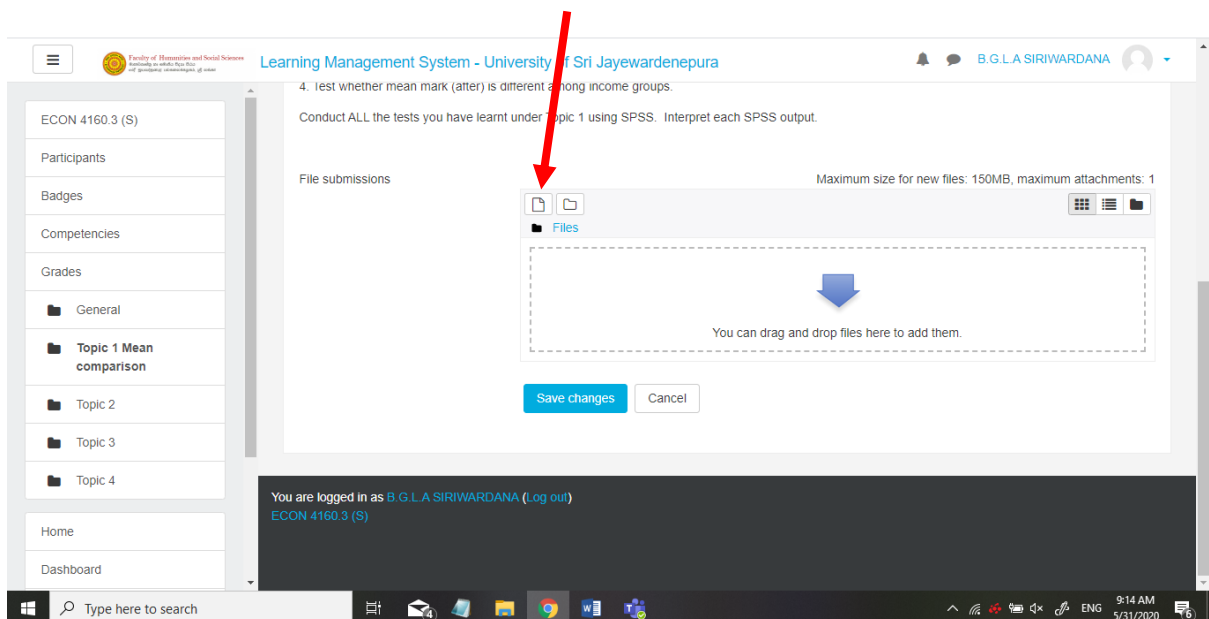 Faculty of Humanities and Social Sciences
Learning Management System - University of Sri Jayewardenepura
B.G.L.A SIRIWARDANA
ECON 4160.3 (S)
Participants
Badges
Competencies
Grades
General
Topic 1 Mean
comparison
Topic 2
Topic 3
Topic 4
Home
Dashboard
4. Test whether mean mark (after) is different among income groups.
Conduct ALL the tests you have learnt under Topic 1 using SPSS. Interpret each SPSS output.
File submissions
Maximum size for new files: 150MB, maximum attachments: 1
Files
You can drag and drop files here to add them.
Save changes
Cancel
You are logged in as B.G.L.A SIRIWARDANA (Log out)
ECON 4160.3 (S)
Type here to search
4
ENG
9:14 AM
5/31/2020
6